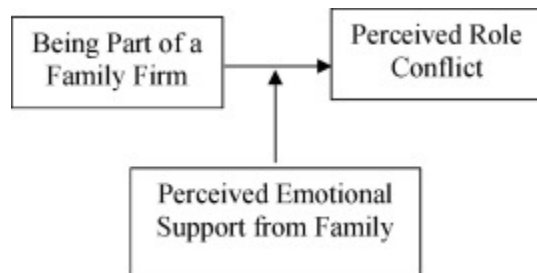 Being Part of a
Family Firm
Perceived Role
Conflict
Perceived Emotional
Support from Family